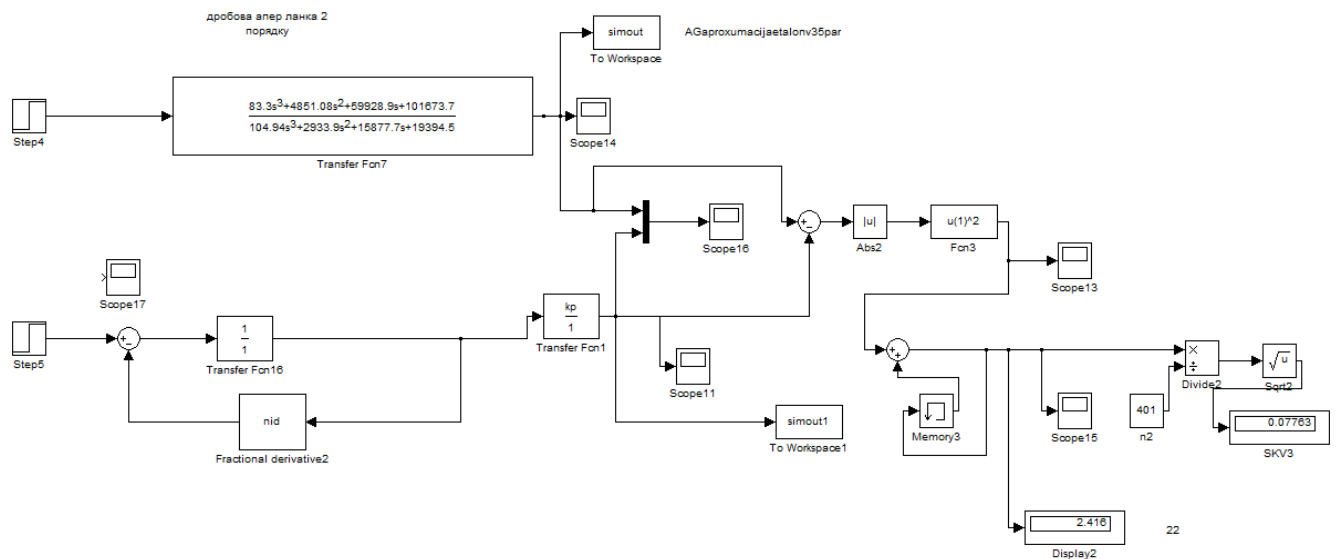 дробова апер ланка 2
порядку
simout
To Workspace
AGaproxumacijaetalonv35par
Step4
83.3s3+4851.08s2+59928.9s+101673.7
104.94s3+2933.9s2+15877.7s+19394.5
Transfer Fcn7
Scope14
Scope16
+
−
|u|
Abs2
u(1)^2
Fcn3
Scope13
Scope17
Step5
+
−
1
1
Transfer Fcn16
kp
1
Transfer Fcn1
Scope11
nid
Fractional derivative2
simout1
To Workspace1
+
+
Memory3
Scope15
×
÷
Divide2
401
n2
√u
Sqrt2
0.07763
SKV3
2.416
Display2
22